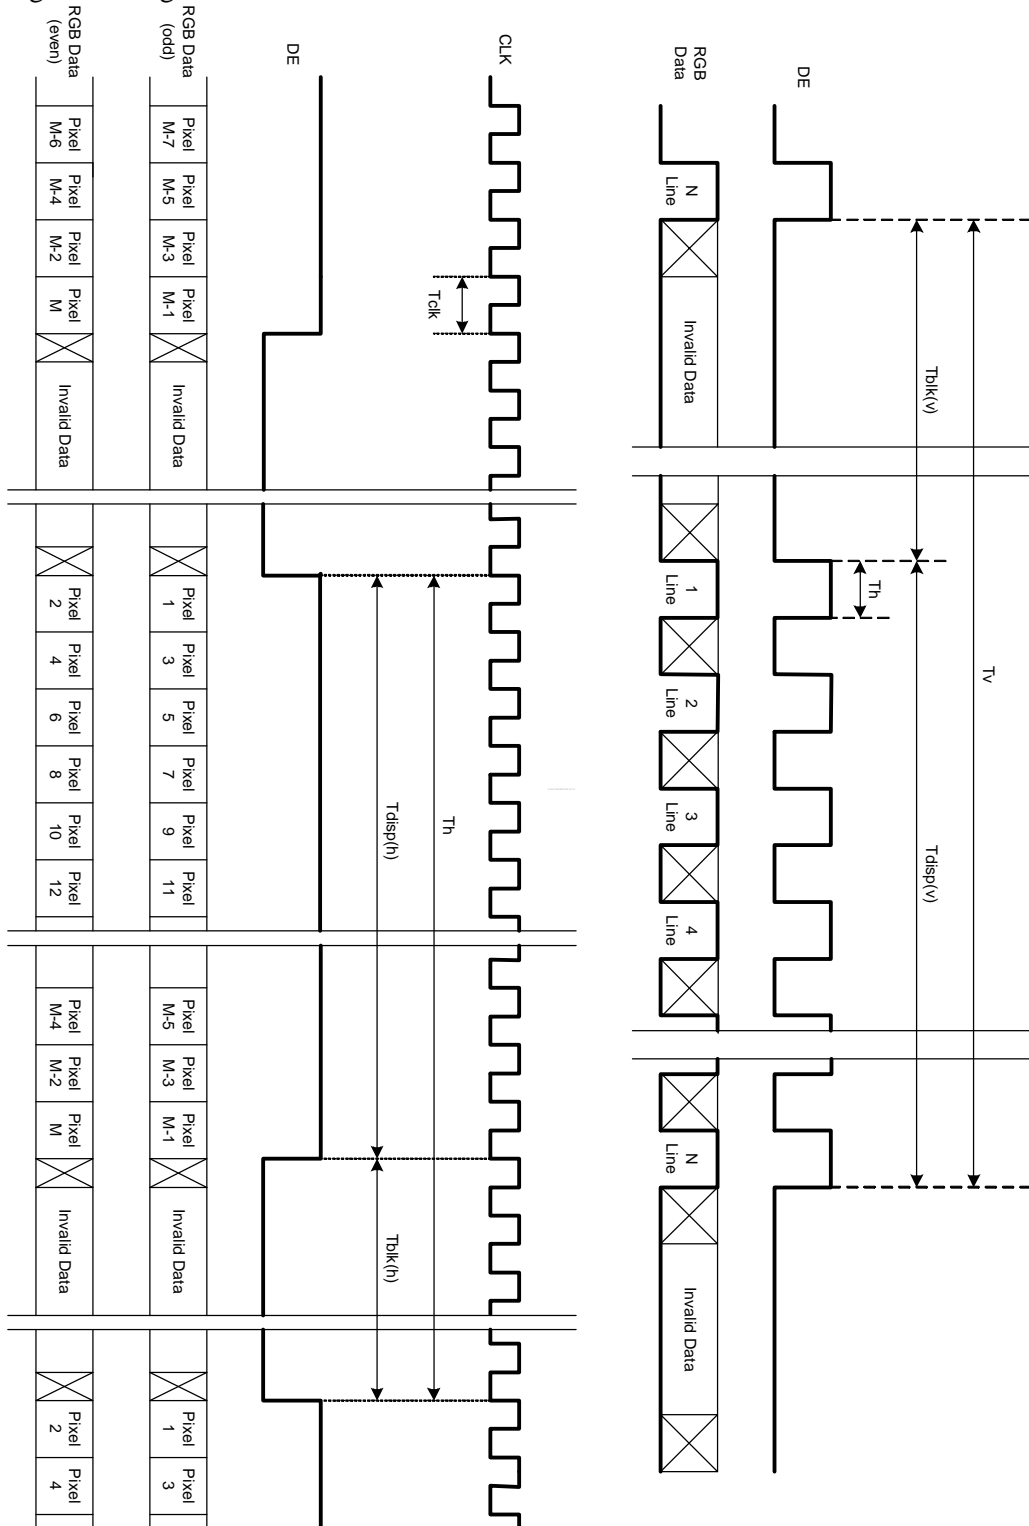 Tv
Tblk(v)
Tdisp(v)
Th
DE
RGB
Data
N
Line
Invalid Data
1
Line
2
Line
3
Line
4
Line
N
Line
Invalid Data
CLK
Tclk
Th
Tdisp(h)
Tblk(h)
DE
RGB Data
(odd)
Pixel
M-7
Pixel
M-5
Pixel
M-3
Pixel
M-1
Invalid Data
Pixel
1
Pixel
3
Pixel
5
Pixel
7
Pixel
9
Pixel
11
Pixel
M-5
Pixel
M-3
Pixel
M-1
Invalid Data
Pixel
1
Pixel
3
RGB Data
(even)
Pixel
M-6
Pixel
M-4
Pixel
M-2
Pixel
M
Invalid Data
Pixel
2
Pixel
4
Pixel
6
Pixel
8
Pixel
10
Pixel
12
Pixel
M-4
Pixel
M-2
Pixel
M
Invalid Data
Pixel
2
Pixel
4